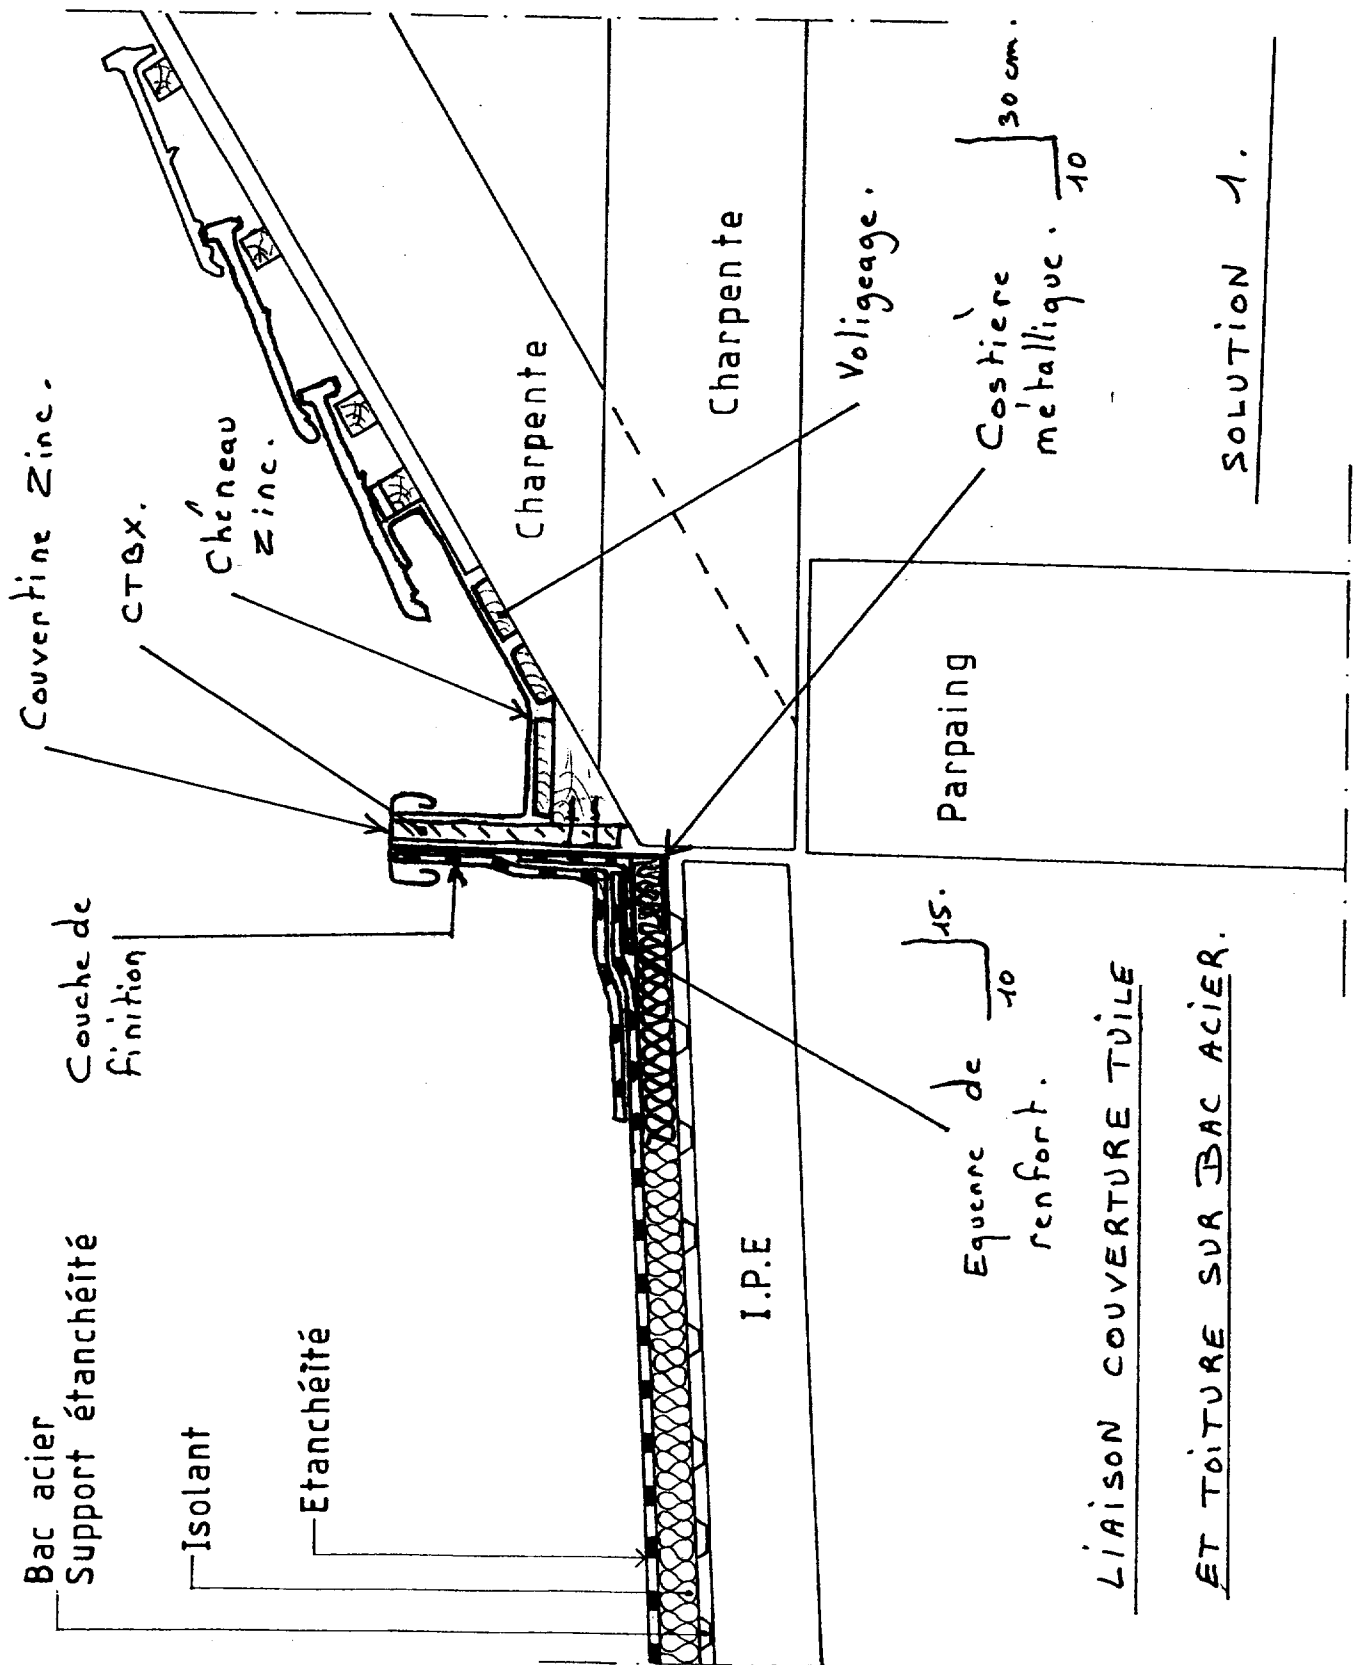 Bac acier
Support étanchéité
Isolant
Etanchéité
Couche de
finition
Couvertine Zinc.
CTBX.
Chéneau
Zinc.
Charpente
Charpente
Voligeage.
Costière
métallique.
30 cm.
10
Parpaing
I.P.E
Equerre de
renfort.
15.
10
LIAISON COUVERTURE TUILE
ET TOITURE SUR BAC ACIER.
SOLUTION 1.